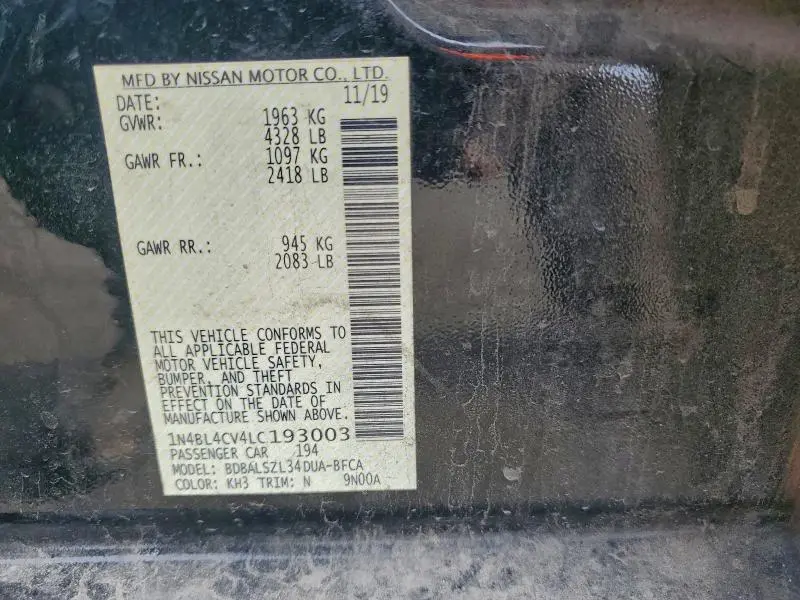 MFD BY NISSAN MOTOR CO., LTD.
DATE: 11/19
GVWR: 1963 KG
4328 LB
GAWR FR.: 1097 KG
2418 LB
GAWR RR.: 945 KG
2083 LB
THIS VEHICLE CONFORMS TO
ALL APPLICABLE FEDERAL
MOTOR VEHICLE SAFETY,
BUMPER, AND THEFT
PREVENTION STANDARDS IN
EFFECT ON THE DATE OF
MANUFACTURE SHOWN ABOVE.
1N4BL4CV4LC193003
PASSENGER CAR 194
MODEL: BDBALSZL34DUA-BFCA
COLOR: KH3 TRIM: N 9N00A